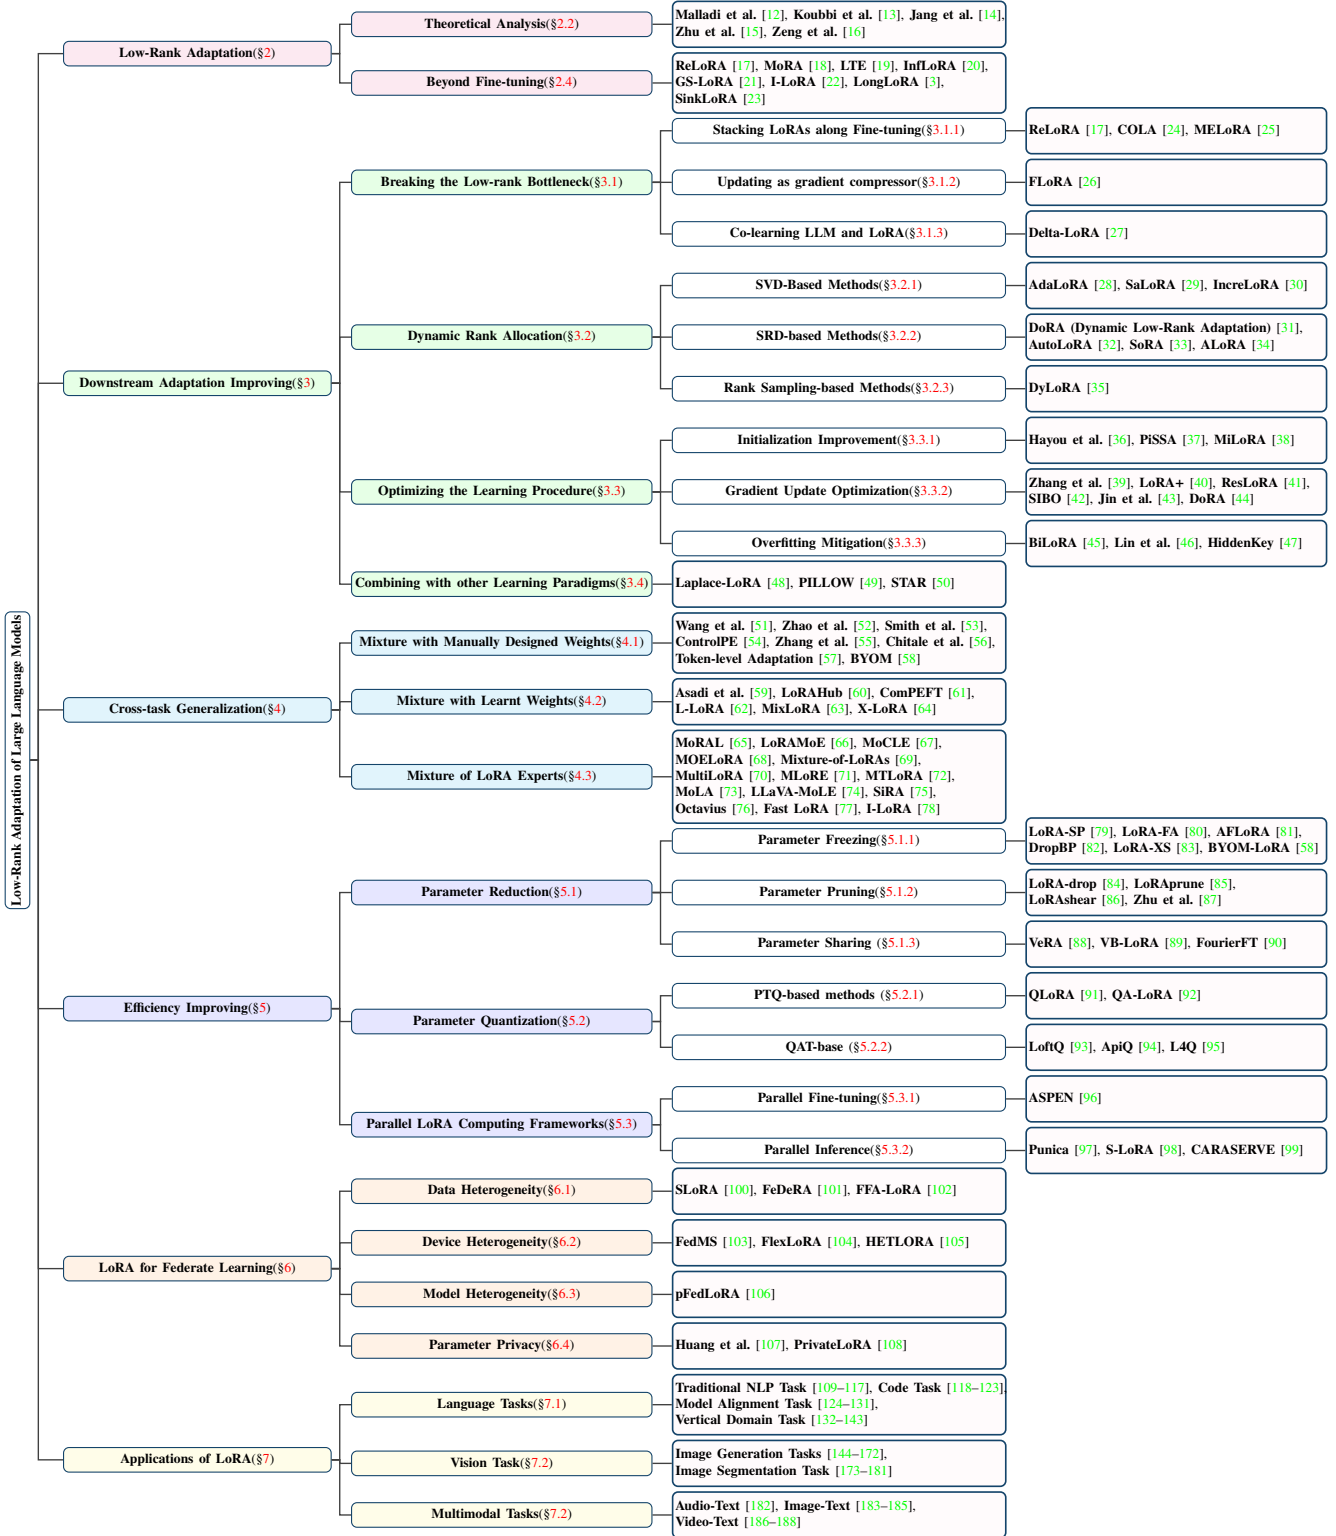 Low-Rank Adaptation of Large Language Models
Low-Rank Adaptation(§2)
Theoretical Analysis(§2.2)
Malladi et al. [12], Koubbi et al. [13], Jang et al. [14],
Zhu et al. [15], Zeng et al. [16]
Beyond Fine-tuning(§2.4)
ReLoRA [17], MoRA [18], LTE [19], InfLoRA [20],
GS-LoRA [21], I-LoRA [22], LongLoRA [3],
SinkLoRA [23]
Downstream Adaptation Improving(§3)
Breaking the Low-rank Bottleneck(§3.1)
Stacking LoRAs along Fine-tuning(§3.1.1)
ReLoRA [17], COLA [24], MELoRA [25]
Updating as gradient compressor(§3.1.2)
FLoRA [26]
Co-learning LLM and LoRA(§3.1.3)
Delta-LoRA [27]
Dynamic Rank Allocation(§3.2)
SVD-Based Methods(§3.2.1)
AdaLoRA [28], SaLoRA [29], IncreLoRA [30]
SRD-based Methods(§3.2.2)
DoRA (Dynamic Low-Rank Adaptation) [31],
AutoLoRA [32], SoRA [33], ALoRA [34]
Rank Sampling-based Methods(§3.2.3)
DyLoRA [35]
Optimizing the Learning Procedure(§3.3)
Initialization Improvement(§3.3.1)
Hayou et al. [36], PiSSA [37], MiLoRA [38]
Gradient Update Optimization(§3.3.2)
Zhang et al. [39], LoRA+ [40], ResLoRA [41],
SIBO [42], Jin et al. [43], DoRA [44]
Overfitting Mitigation(§3.3.3)
BiLoRA [45], Lin et al. [46], HiddenKey [47]
Combining with other Learning Paradigms(§3.4)
Laplace-LoRA [48], PILLOW [49], STAR [50]
Cross-task Generalization(§4)
Mixture with Manually Designed Weights(§4.1)
Wang et al. [51], Zhao et al. [52], Smith et al. [53],
ControlPE [54], Zhang et al. [55], Chitale et al. [56],
Token-level Adaptation [57], BYOM [58]
Mixture with Learnt Weights(§4.2)
Asadi et al. [59], LoRAHub [60], ComPEFT [61],
L-LoRA [62], MixLoRA [63], X-LoRA [64]
Mixture of LoRA Experts(§4.3)
MoRAL [65], LoRAMoE [66], MoCLE [67],
MOELoRA [68], Mixture-of-LoRAs [69],
MultiLoRA [70], MLoRE [71], MTLoRA [72],
MoLA [73], LLaVA-MoLE [74], SiRA [75],
Octavius [76], Fast LoRA [77], I-LoRA [78]
Efficiency Improving(§5)
Parameter Reduction(§5.1)
Parameter Freezing(§5.1.1)
LoRA-SP [79], LoRA-FA [80], AFLoRA [81],
DropBP [82], LoRA-XS [83], BYOM-LoRA [58]
Parameter Pruning(§5.1.2)
LoRA-drop [84], LoRAprune [85],
LoRAshear [86], Zhu et al. [87]
Parameter Sharing (§5.1.3)
VeRA [88], VB-LoRA [89], FourierFT [90]
Parameter Quantization(§5.2)
PTQ-based methods (§5.2.1)
QLoRA [91], QA-LoRA [92]
QAT-base (§5.2.2)
LoftQ [93], ApiQ [94], L4Q [95]
Parallel LoRA Computing Frameworks(§5.3)
Parallel Fine-tuning(§5.3.1)
ASPEN [96]
Parallel Inference(§5.3.2)
Punica [97], S-LoRA [98], CARASERVE [99]
LoRA for Federate Learning(§6)
Data Heterogeneity(§6.1)
SLoRA [100], FeDeRA [101], FFA-LoRA [102]
Device Heterogeneity(§6.2)
FedMS [103], FlexLoRA [104], HETLORA [105]
Model Heterogeneity(§6.3)
pFedLoRA [106]
Parameter Privacy(§6.4)
Huang et al. [107], PrivateLoRA [108]
Applications of LoRA(§7)
Language Tasks(§7.1)
Traditional NLP Task [109–117], Code Task [118–123],
Model Alignment Task [124–131],
Vertical Domain Task [132–143]
Vision Task(§7.2)
Image Generation Tasks [144–172],
Image Segmentation Task [173–181]
Multimodal Tasks(§7.2)
Audio-Text [182], Image-Text [183–185],
Video-Text [186–188]